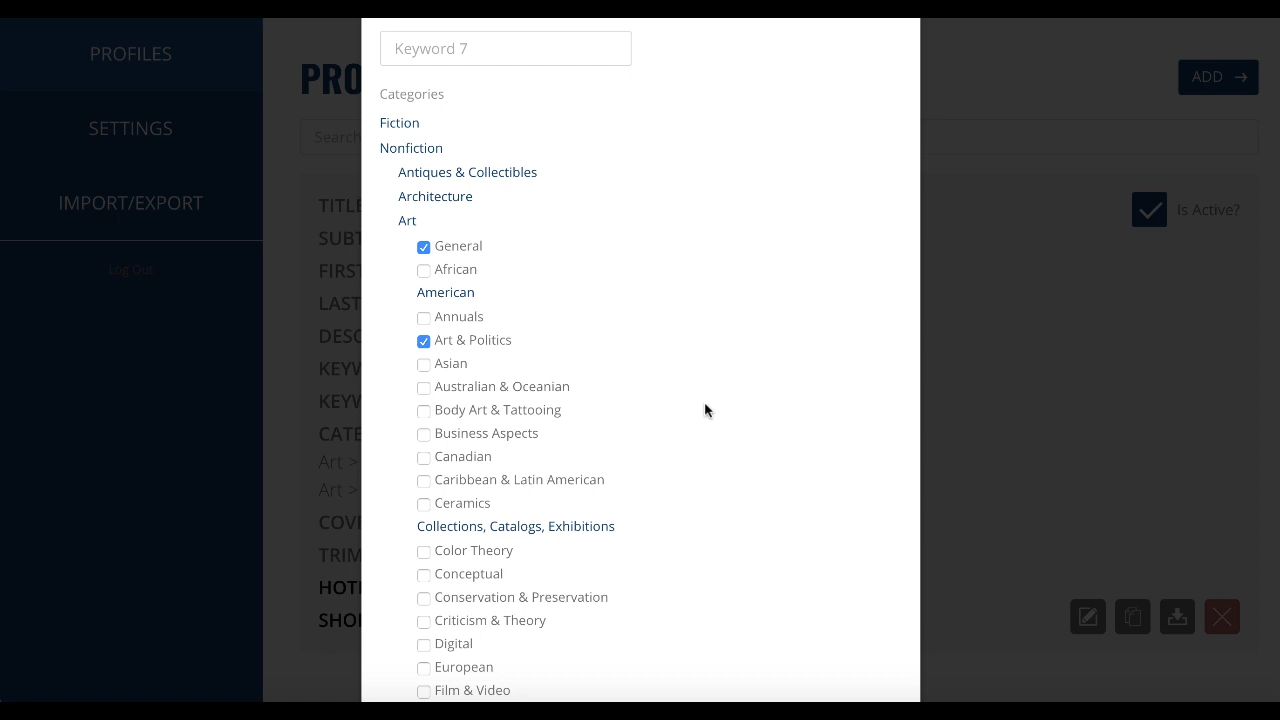 PROFILES
SETTINGS
IMPORT/EXPORT
Log Out
PRO
ADD
Search
TITLE
SUBT
FIRST
LAST
DESC
KEYW
KEYW
CATE
Art >
Art >
COVE
TRIM
HOT
SHO
Is Active?
Keyword 7
Categories
Fiction
Nonfiction
Antiques & Collectibles
Architecture
Art
General
African
American
Annuals
Art & Politics
Asian
Australian & Oceanian
Body Art & Tattooing
Business Aspects
Canadian
Caribbean & Latin American
Ceramics
Collections, Catalogs, Exhibitions
Color Theory
Conceptual
Conservation & Preservation
Criticism & Theory
Digital
European
Film & Video